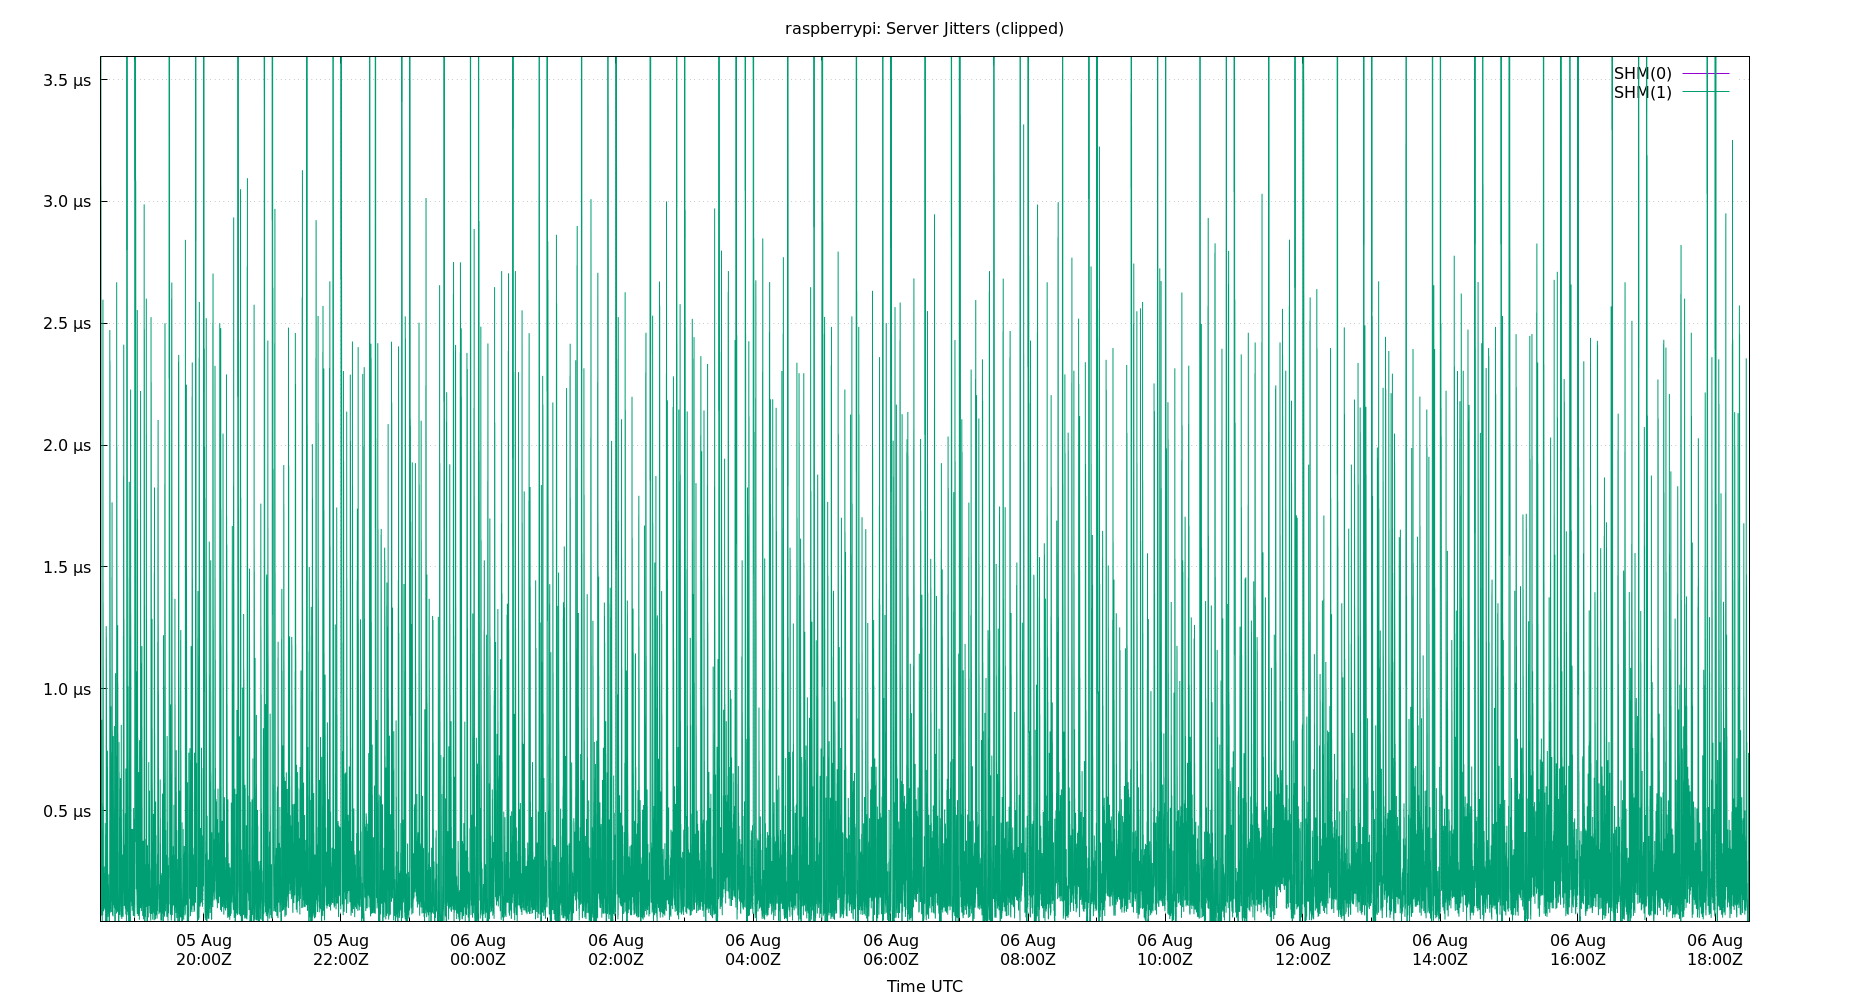 raspberrypi: Server Jitters (clipped)
SHM(0)
SHM(1)
3.5 µs
3.0 µs
2.5 µs
2.0 µs
1.5 µs
1.0 µs
0.5 µs
05 Aug 05 Aug 06 Aug 06 Aug 06 Aug 06 Aug 06 Aug 06 Aug 06 Aug 06 Aug 06 Aug 06 Aug
20:00Z 22:00Z 00:00Z 02:00Z 04:00Z 06:00Z 08:00Z 10:00Z 12:00Z 14:00Z 16:00Z 18:00Z
Time UTC